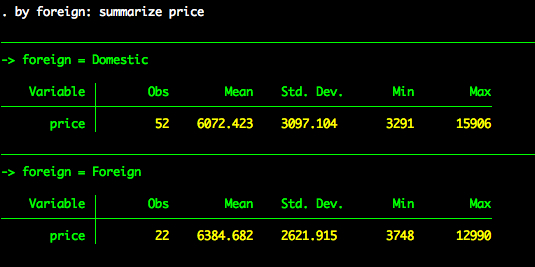 . by foreign: summarize price
-> foreign = Domestic
Variable Obs Mean Std. Dev. Min Max
price 52 6072.423 3097.104 3291 15906
-> foreign = Foreign
Variable Obs Mean Std. Dev. Min Max
price 22 6384.682 2621.915 3748 12990